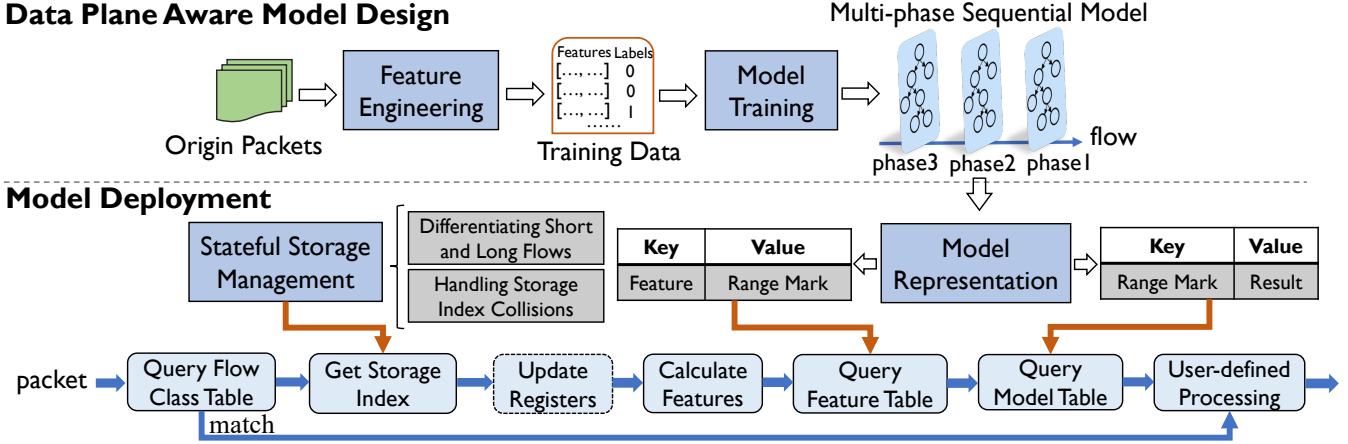 Data Plane Aware Model Design
Multi-phase Sequential Model
Origin Packets
Feature
Engineering
Features Labels
[..., ...] 0
[..., ...] 0
[..., ...] 1
......
Training Data
Model
Training
flow
phase3 phase2 phase1
Model Deployment
Stateful Storage
Management
Differentiating Short
and Long Flows
Handling Storage
Index Collisions
Key Value
Feature Range Mark
Model
Representation
Key Value
Range Mark Result
packet
Query Flow
Class Table
Get Storage
Index
Update
Registers
Calculate
Features
Query
Feature Table
Query
Model Table
User-defined
Processing
match